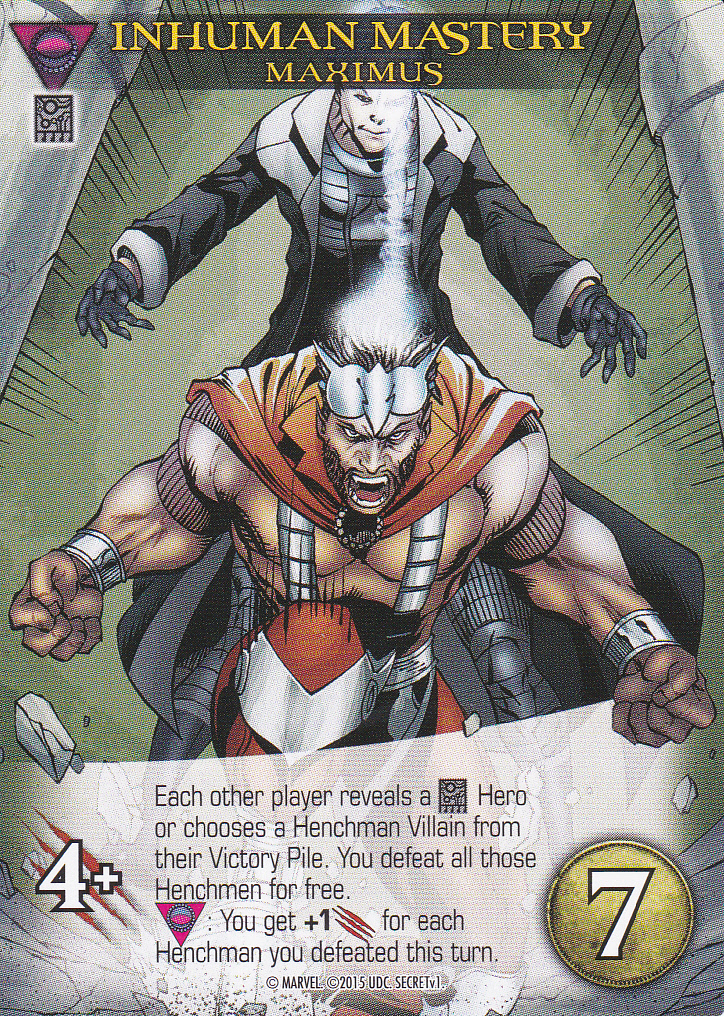 INHUMAN MASTERY
MAXIMUS
Each other player reveals a Hero
or chooses a Henchman Villain from
their Victory Pile. You defeat all those
Henchmen for free.
: You get +1 for each
Henchman you defeated this turn.
4+
7
© MARVEL. ©2015 UDC. SECRETv1.